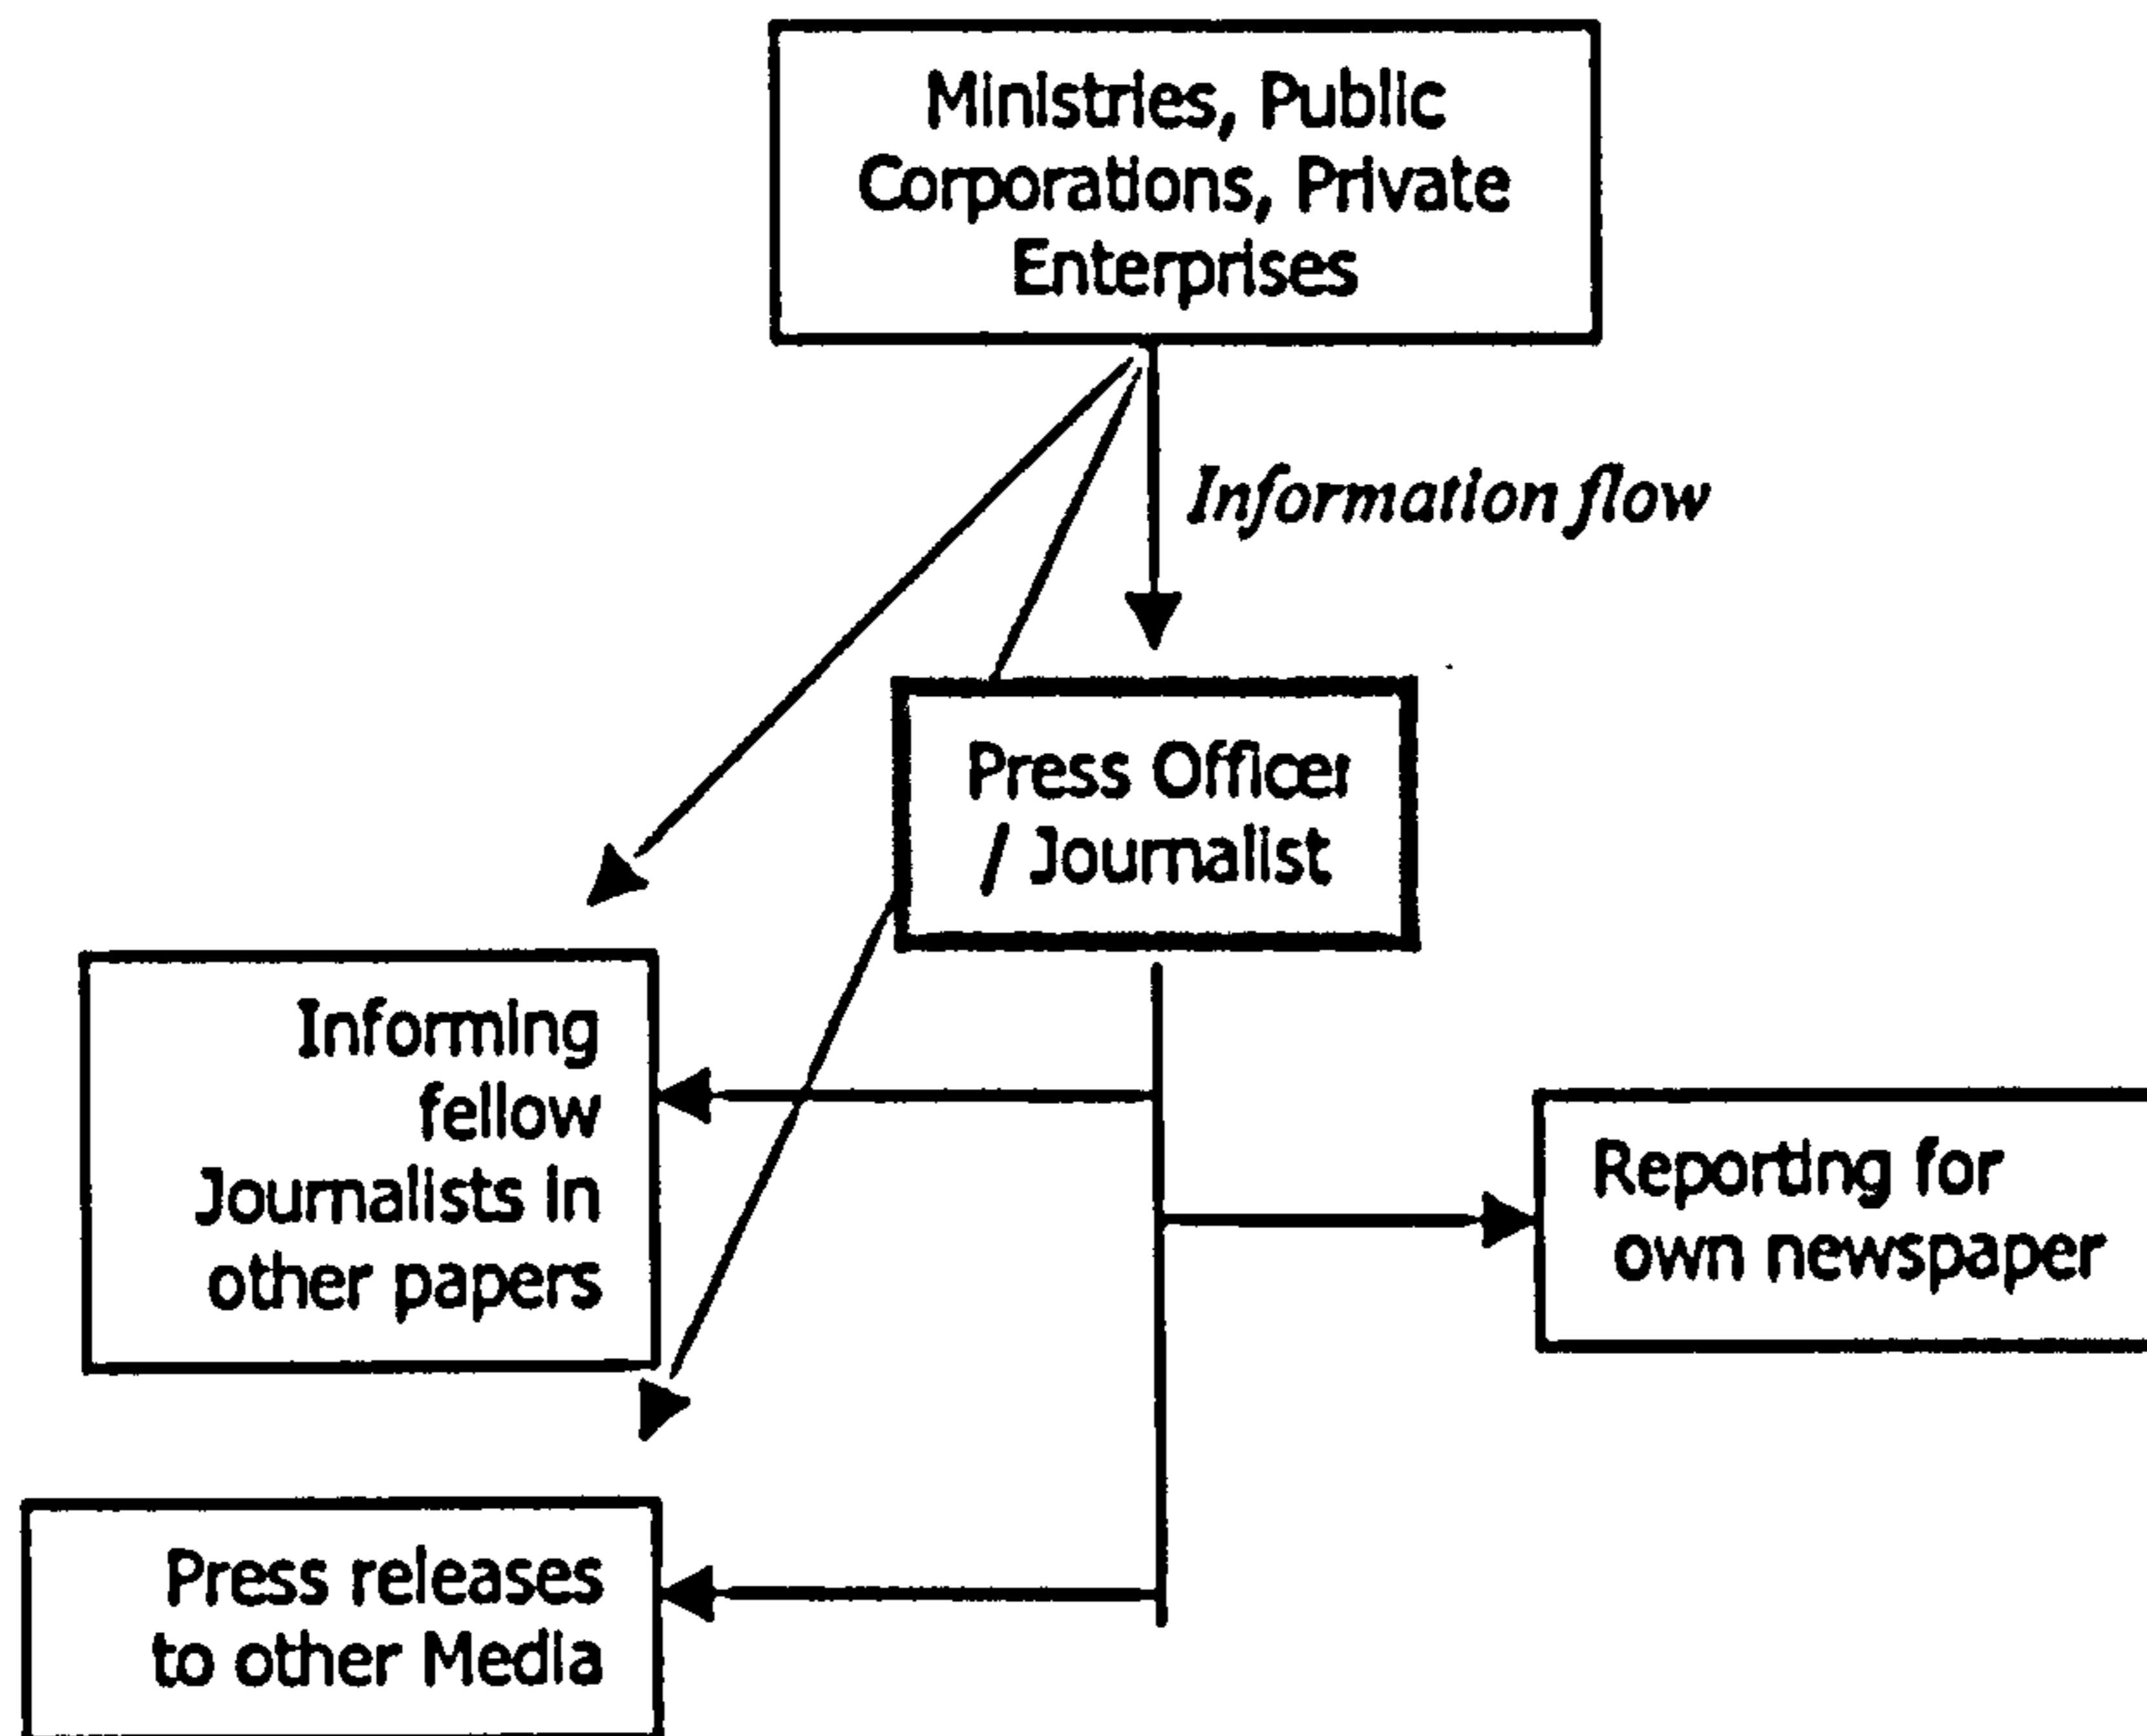 Ministries, Public
Corporations, Private
Enterprises
Information flow
Press Officer
/ Journalist
Informing
fellow
Journalists in
other papers
Reporting for
own newspaper
Press releases
to other Media